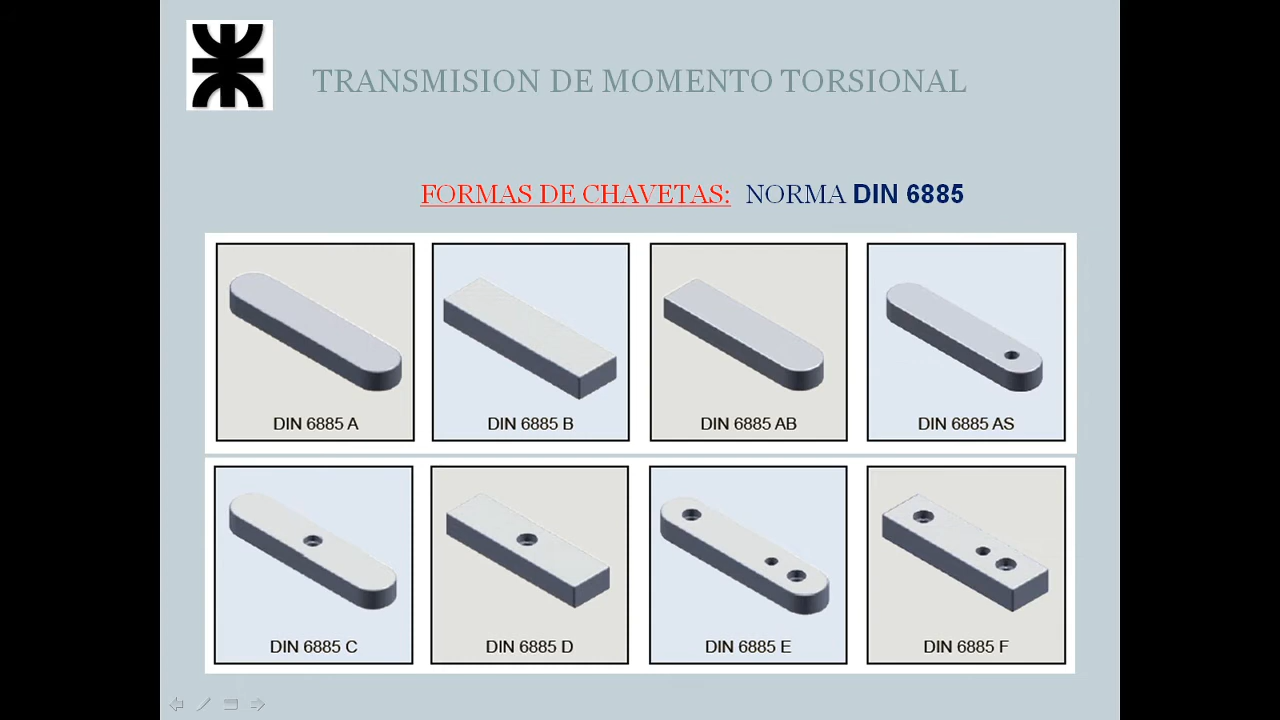 TRANSMISION DE MOMENTO TORSIONAL
FORMAS DE CHAVETAS: NORMA DIN 6885
DIN 6885 A
DIN 6885 B
DIN 6885 AB
DIN 6885 AS
DIN 6885 C
DIN 6885 D
DIN 6885 E
DIN 6885 F